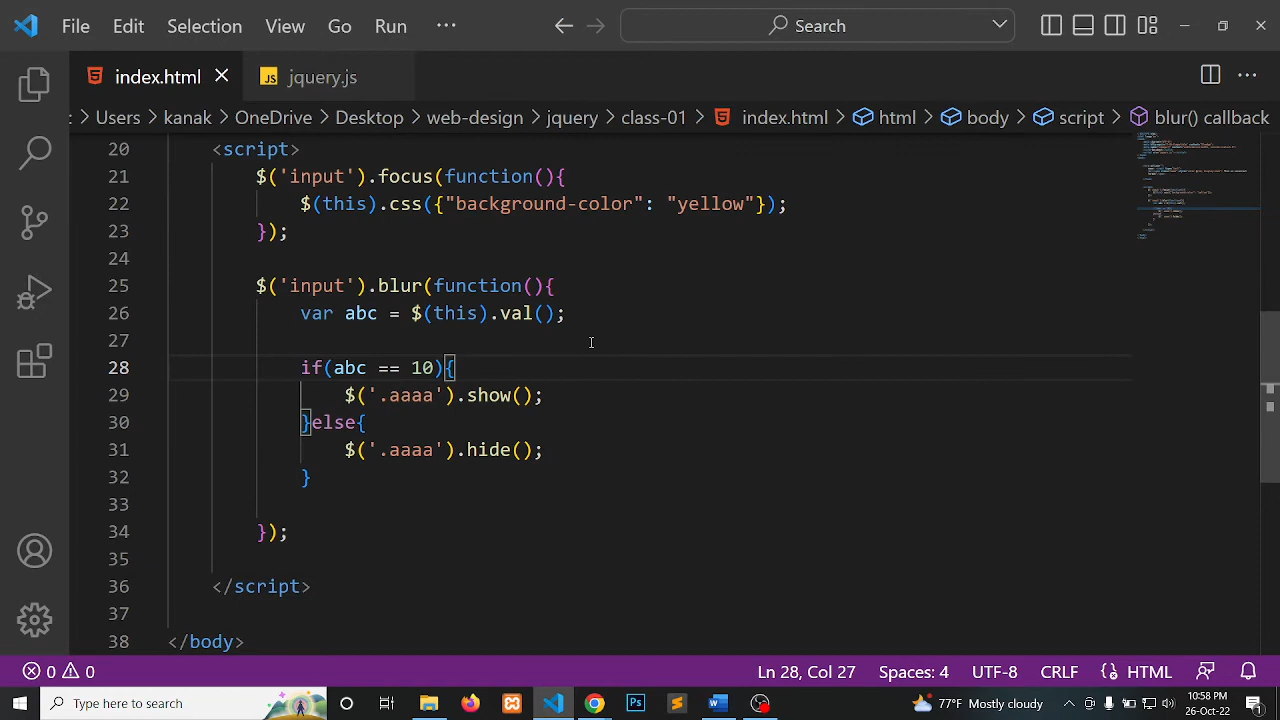 File Edit Selection View Go Run ··· Search
index.html jquery.js
: > Users > kanak > OneDrive > Desktop > web-design > jquery > class-01 > index.html > html > body > script > blur() callback
20 <script>
21 $('input').focus(function(){
22 $(this).css({"background-color": "yellow"});
23 });
24
25 $('input').blur(function(){
26 var abc = $(this).val();
27
28 if(abc == 10){
29 $('.aaaa').show();
30 }else{
31 $('.aaaa').hide();
32 }
33
34 });
35
36 </script>
37
38 </body>
0 0 Ln 28, Col 27 Spaces: 4 UTF-8 CRLF HTML
Type here to search 77°F Mostly cloudy 10:58 PM
26-Oct-22